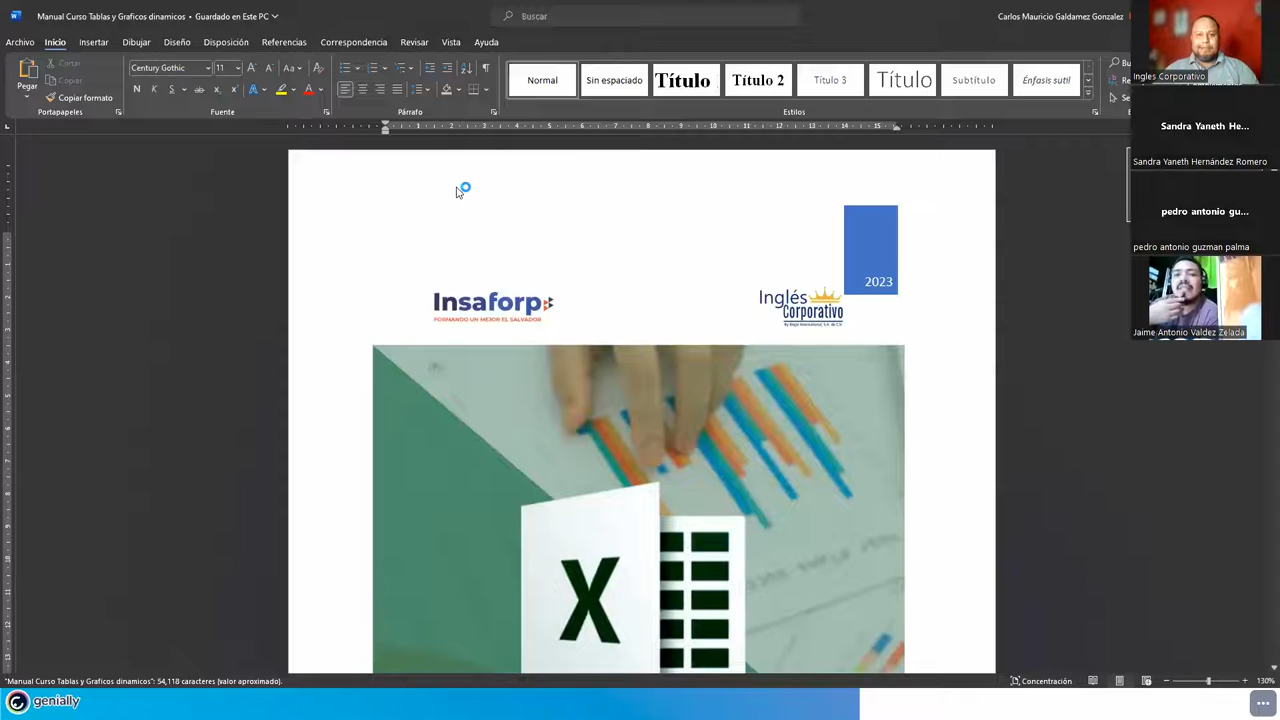 Manual Curso Tablas y Graficos dinamicos • Guardado en Este PC
Buscar
Carlos Mauricio Galdamez Gonzalez
Archivo Inicio Insertar Dibujar Diseño Disposición Referencias Correspondencia Revisar Vista Ayuda
Pegar
Cortar
Copiar
Copiar formato
Portapapeles
Century Gothic 11
Fuente
Párrafo
Normal
Sin espaciado
Título
Título 2
Título 3
Título
Subtítulo
Énfasis sutil
Estilos
Ingles Corporativo
Sandra Yaneth He...
Sandra Yaneth Hernández Romero
pedro antonio gu...
pedro antonio guzman palma
Jaime Antonio Valdez Zelada
2023
Insaforp
FORMANDO UN MEJOR EL SALVADOR
Inglés
Corporativo
X
"Manual Curso Tablas y Graficos dinamicos": 54,118 caracteres (valor aproximado).
Concentración
130%
genially